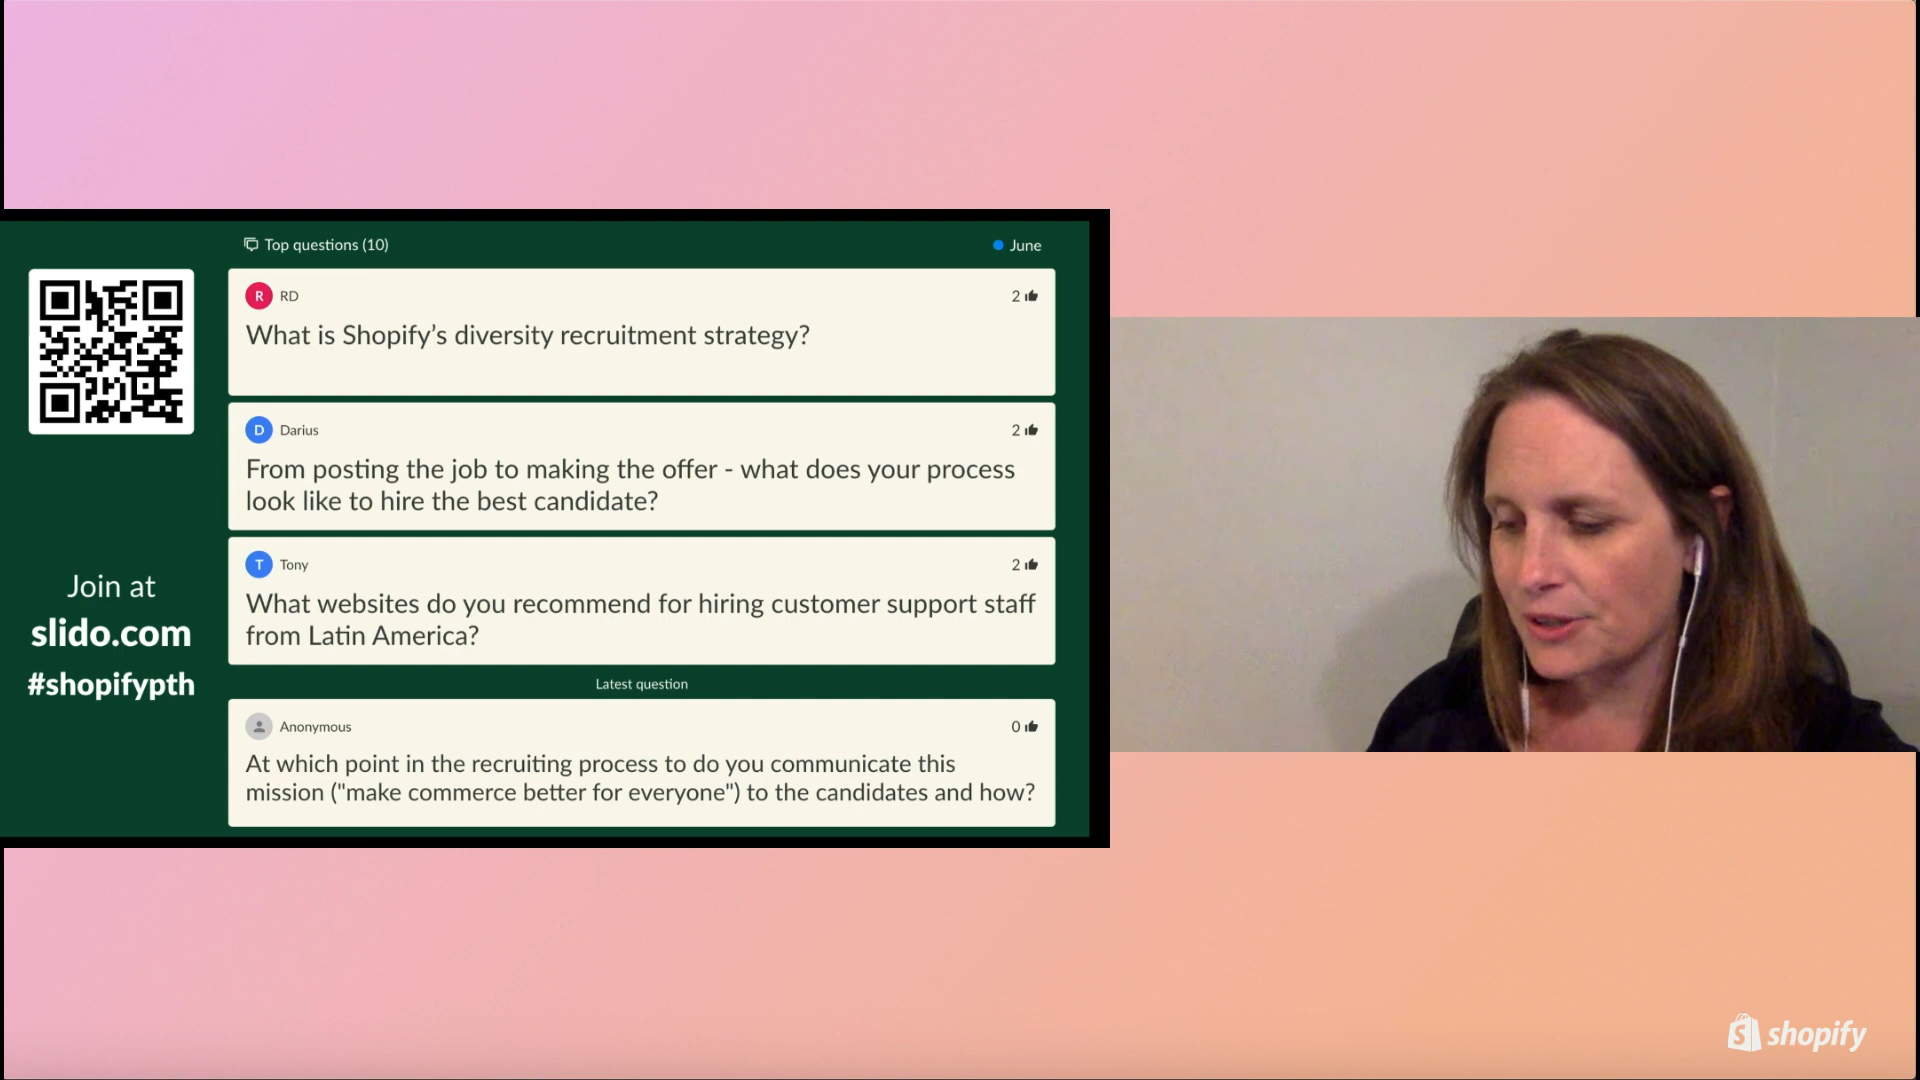 Top questions (10)
June
R RD 2
What is Shopify’s diversity recruitment strategy?
D Darius 2
From posting the job to making the offer - what does your process
look like to hire the best candidate?
T Tony 2
What websites do you recommend for hiring customer support staff
from Latin America?
Latest question
Anonymous 0
At which point in the recruiting process to do you communicate this
mission ("make commerce better for everyone") to the candidates and how?
Join at
slido.com
#shopifypth
S shopify